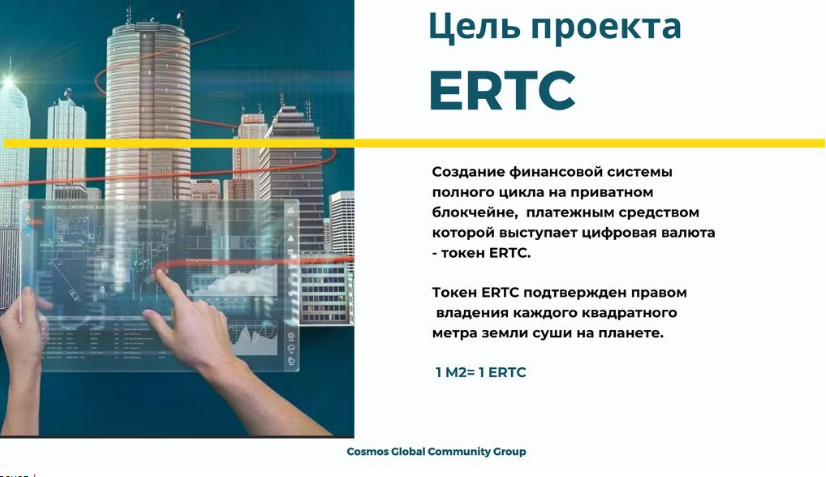 Цель проекта
ERTC
Создание финансовой системы
полного цикла на приватном
блокчейне, платежным средством
которой выступает цифровая валюта
- токен ERTC.
Токен ERTC подтвержден правом
владения каждого квадратного
метра земли суши на планете.
1 М2= 1 ERTC
Cosmos Global Community Group